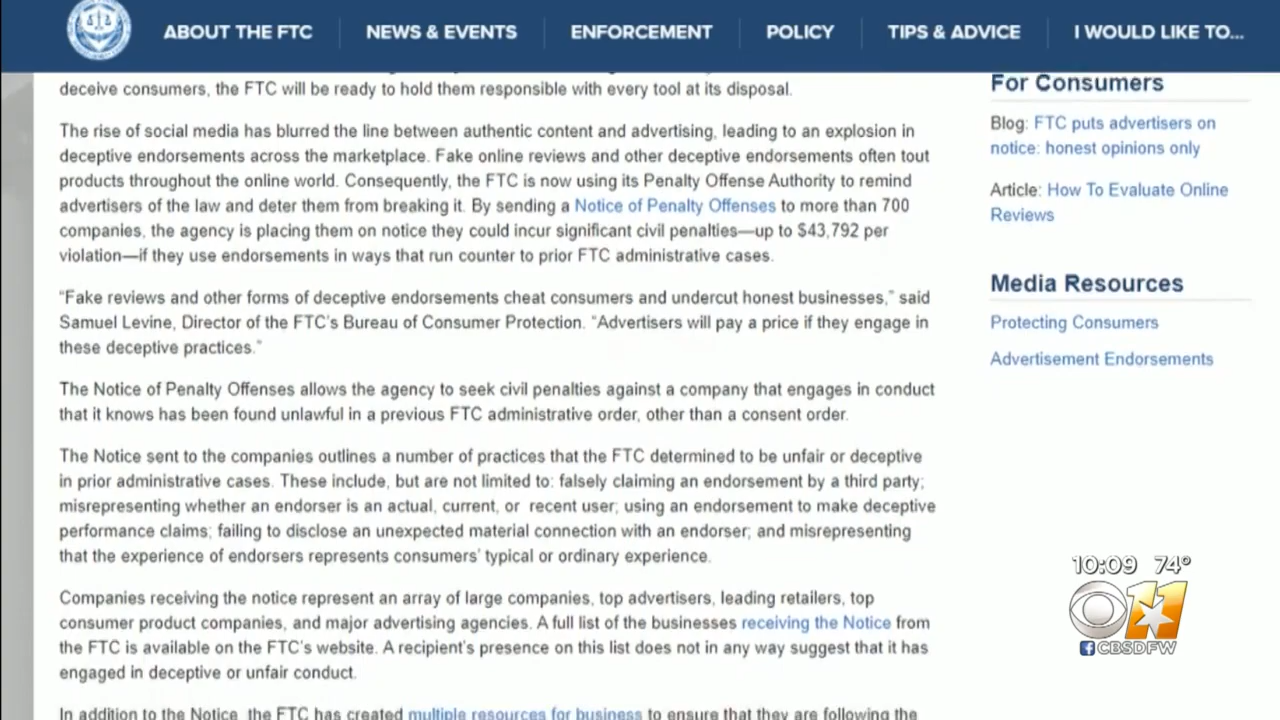 ABOUT THE FTC
NEWS & EVENTS
ENFORCEMENT
POLICY
TIPS & ADVICE
I WOULD LIKE TO...
deceive consumers, the FTC will be ready to hold them responsible with every tool at its disposal.
The rise of social media has blurred the line between authentic content and advertising, leading to an explosion in
deceptive endorsements across the marketplace. Fake online reviews and other deceptive endorsements often tout
products throughout the online world. Consequently, the FTC is now using its Penalty Offense Authority to remind
advertisers of the law and deter them from breaking it. By sending a Notice of Penalty Offenses to more than 700
companies, the agency is placing them on notice they could incur significant civil penalties—up to $43,792 per
violation—if they use endorsements in ways that run counter to prior FTC administrative cases.
“Fake reviews and other forms of deceptive endorsements cheat consumers and undercut honest businesses,” said
Samuel Levine, Director of the FTC’s Bureau of Consumer Protection. “Advertisers will pay a price if they engage in
these deceptive practices.”
The Notice of Penalty Offenses allows the agency to seek civil penalties against a company that engages in conduct
that it knows has been found unlawful in a previous FTC administrative order, other than a consent order.
The Notice sent to the companies outlines a number of practices that the FTC determined to be unfair or deceptive
in prior administrative cases. These include, but are not limited to: falsely claiming an endorsement by a third party;
misrepresenting whether an endorser is an actual, current, or recent user; using an endorsement to make deceptive
performance claims; failing to disclose an unexpected material connection with an endorser; and misrepresenting
that the experience of endorsers represents consumers’ typical or ordinary experience.
Companies receiving the notice represent an array of large companies, top advertisers, leading retailers, top
consumer product companies, and major advertising agencies. A full list of the businesses receiving the Notice from
the FTC is available on the FTC’s website. A recipient’s presence on this list does not in any way suggest that it has
engaged in deceptive or unfair conduct.
In addition to the Notice, the FTC has created multiple resources for business to ensure that they are following the
For Consumers
Blog: FTC puts advertisers on
notice: honest opinions only
Article: How To Evaluate Online
Reviews
Media Resources
Protecting Consumers
Advertisement Endorsements
10:09 74°
11
CBSDFW